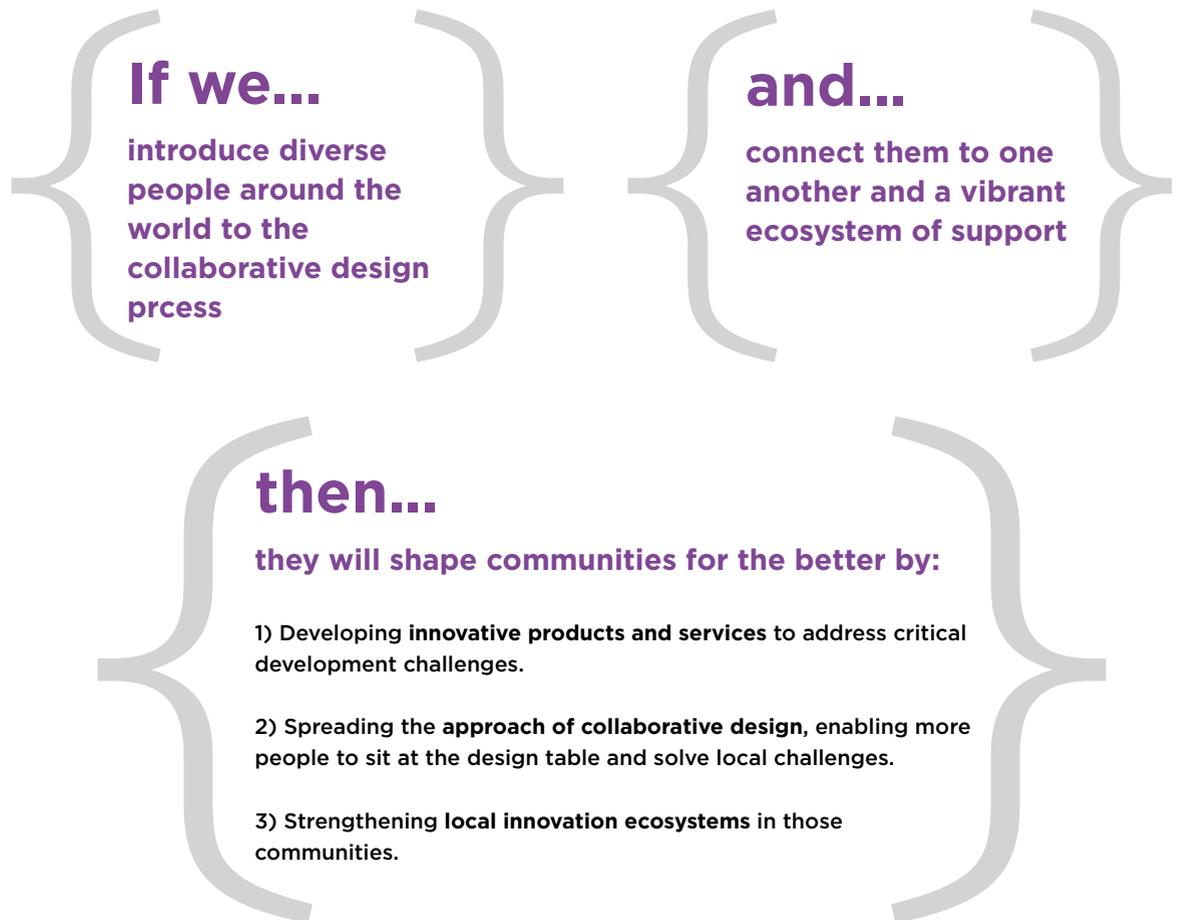 If we...
introduce diverse
people around the
world to the
collaborative design
prcess
and...
connect them to one
another and a vibrant
ecosystem of support
then...
they will shape communities for the better by:
1) Developing innovative products and services to address critical
development challenges.
2) Spreading the approach of collaborative design, enabling more
people to sit at the design table and solve local challenges.
3) Strengthening local innovation ecosystems in those
communities.